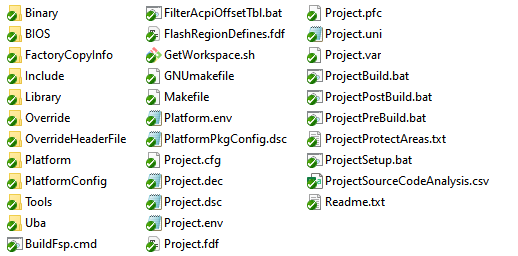 Binary
BIOS
FactoryCopyInfo
Include
Library
Override
OverrideHeaderFile
Platform
PlatformConfig
Tools
Uba
BuildFsp.cmd
FilterAcpiOffsetTbl.bat
FlashRegionDefines.fdf
GetWorkspace.sh
GNUmakefile
Makefile
Platform.env
PlatformPkgConfig.dsc
Project.cfg
Project.dec
Project.dsc
Project.env
Project.fdf
Project.pfc
Project.uni
Project.var
ProjectBuild.bat
ProjectPostBuild.bat
ProjectPreBuild.bat
ProjectProtectAreas.txt
ProjectSetup.bat
ProjectSourceCodeAnalysis.csv
Readme.txt